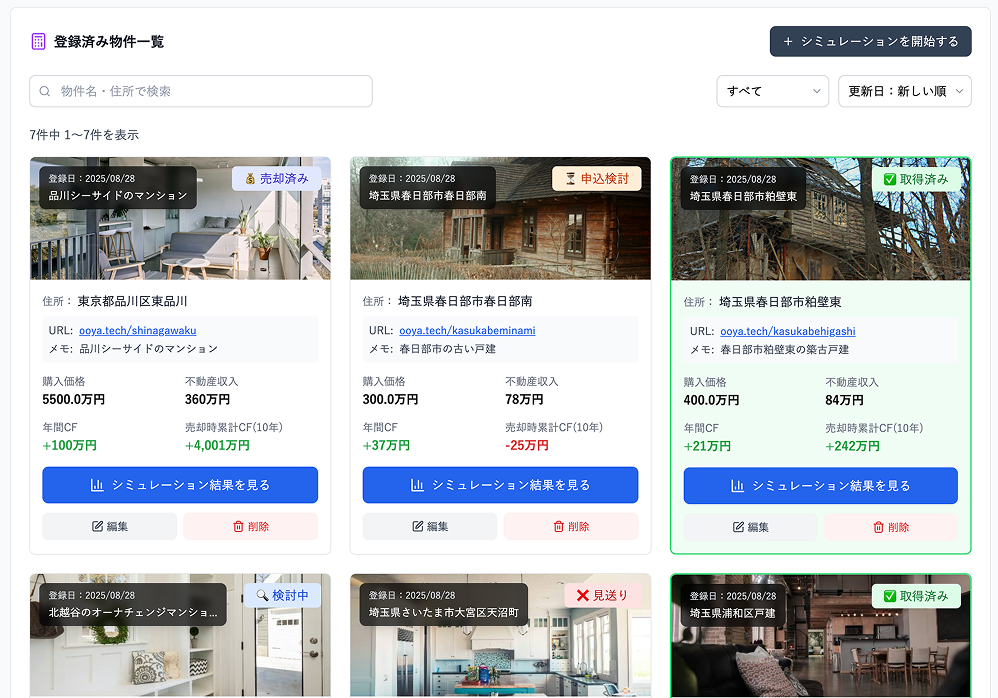 登録済み物件一覧
+ シミュレーションを開始する
物件名・住所で検索
すべて
更新日：新しい順
7件中 1〜7件を表示
登録日：2025/08/28
品川シーサイドのマンション
売却済み
住所： 東京都品川区東品川
URL: ooya.tech/shinagawaku
メモ: 品川シーサイドのマンション
購入価格
不動産収入
5500.0万円
360万円
年間CF
売却時累計CF(10年)
+100万円
+4,001万円
シミュレーション結果を見る
編集
削除
登録日：2025/08/28
埼玉県春日部市春日部南
申込検討
住所： 埼玉県春日部市春日部南
URL: ooya.tech/kasukabeminami
メモ: 春日部市の古い戸建
購入価格
不動産収入
300.0万円
78万円
年間CF
売却時累計CF(10年)
+37万円
-25万円
シミュレーション結果を見る
編集
削除
登録日：2025/08/28
埼玉県春日部市粕壁東
取得済み
住所： 埼玉県春日部市粕壁東
URL: ooya.tech/kasukabehigashi
メモ: 春日部市粕壁東の築古戸建
購入価格
不動産収入
400.0万円
84万円
年間CF
売却時累計CF(10年)
+21万円
+242万円
シミュレーション結果を見る
編集
削除
登録日：2025/08/28
北越谷のオーナチェンジマンショ...
検討中
登録日：2025/08/28
埼玉県さいたま市大宮区天沼町
見送り
登録日：2025/08/28
埼玉県浦和区戸建
取得済み